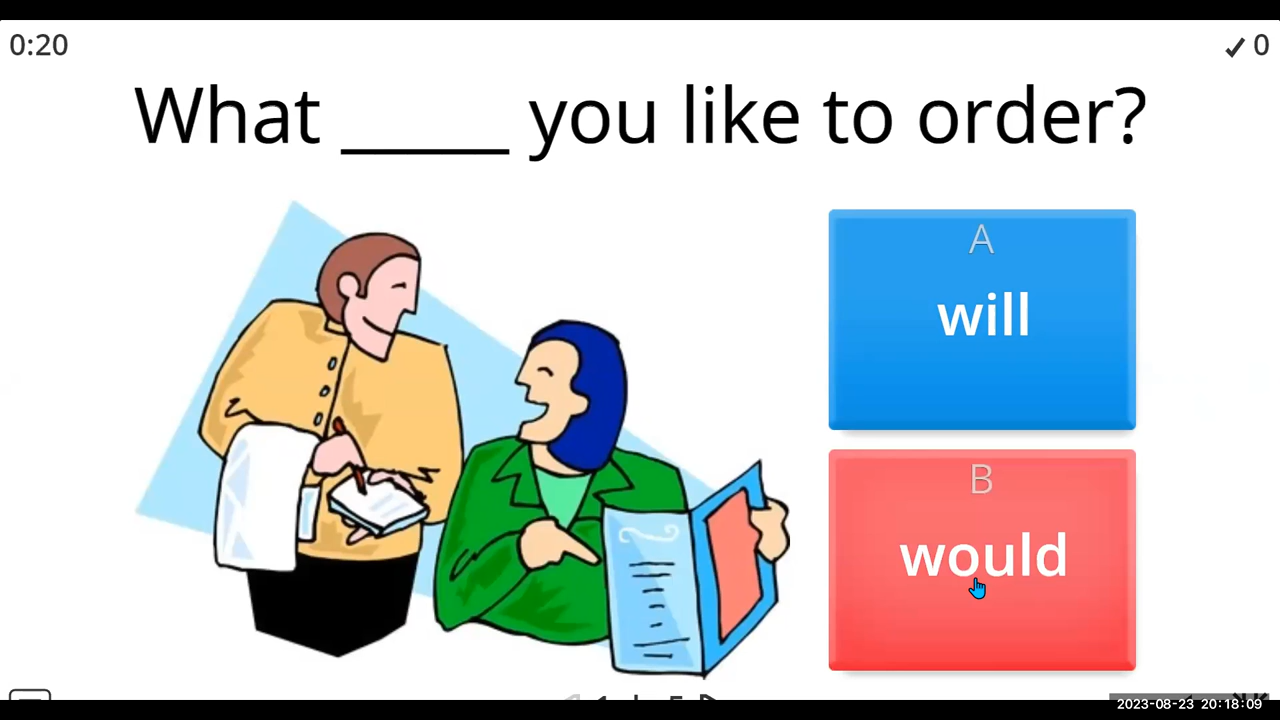 0:20
0
What _____ you like to order?
A
will
B
would
2023-08-23 20:18:09